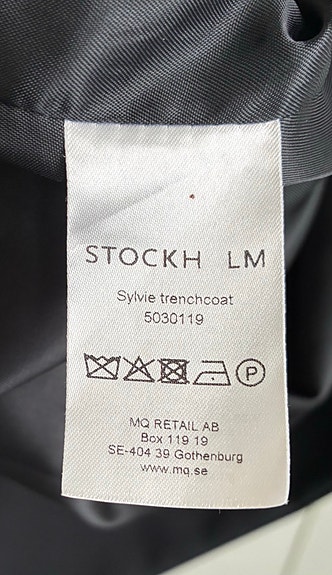 STOCKH LM
Sylvie trenchcoat
5030119
P
MQ RETAIL AB
Box 119 19
SE-404 39 Gothenburg
www.mq.se